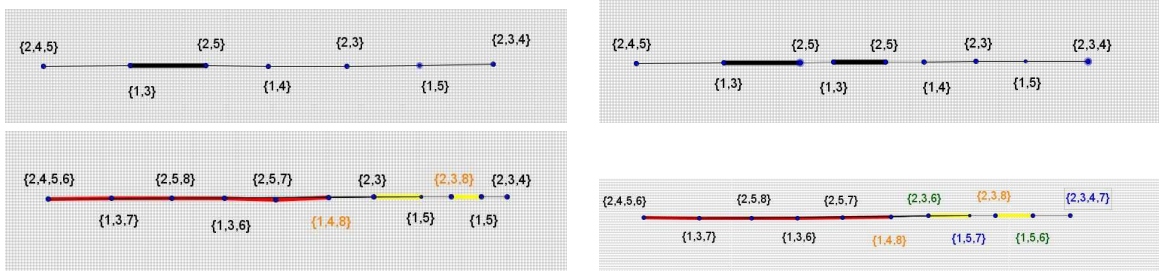 {2,4,5} {2,5} {2,3} {2,3,4}
{1,3} {1,4} {1,5}
{2,4,5} {2,5} {2,5} {2,3} {2,3,4}
{1,3} {1,3} {1,4} {1,5}
{2,4,5,6} {2,5,8} {2,5,7} {2,3} {2,3,8} {2,3,4}
{1,3,7} {1,3,6} {1,4,8} {1,5} {1,5}
{2,4,5,6} {2,5,8} {2,5,7} {2,3,6} {2,3,8} {2,3,4,7}
{1,3,7} {1,3,6} {1,4,8} {1,5,7} {1,5,6}